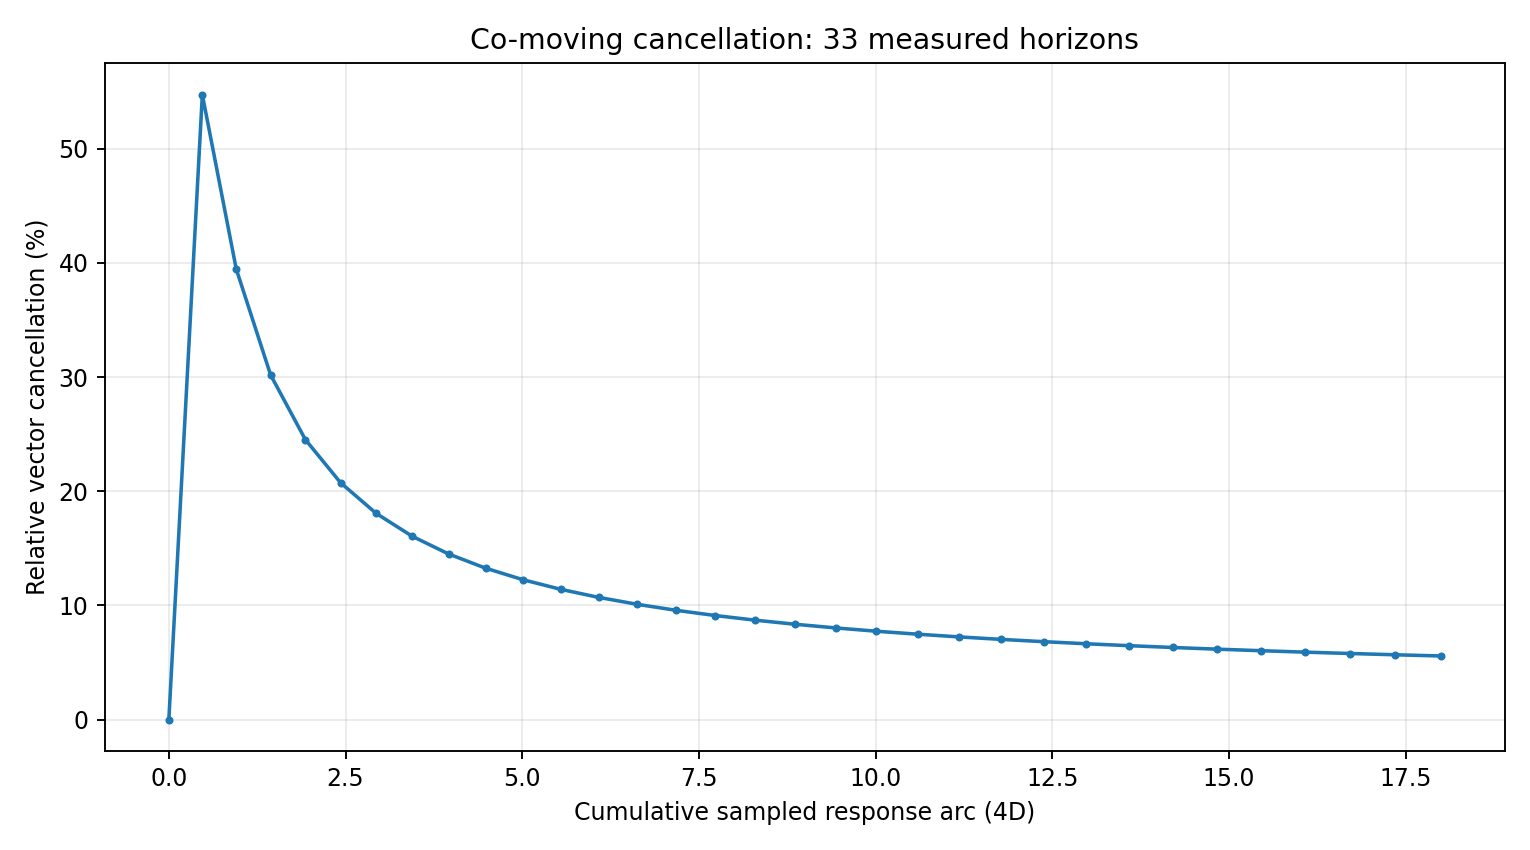 Co-moving cancellation: 33 measured horizons
Relative vector cancellation (%)
50
40
30
20
10
0
0.0 2.5 5.0 7.5 10.0 12.5 15.0 17.5
Cumulative sampled response arc (4D)